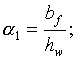 α₁ = b_f / h_w ;